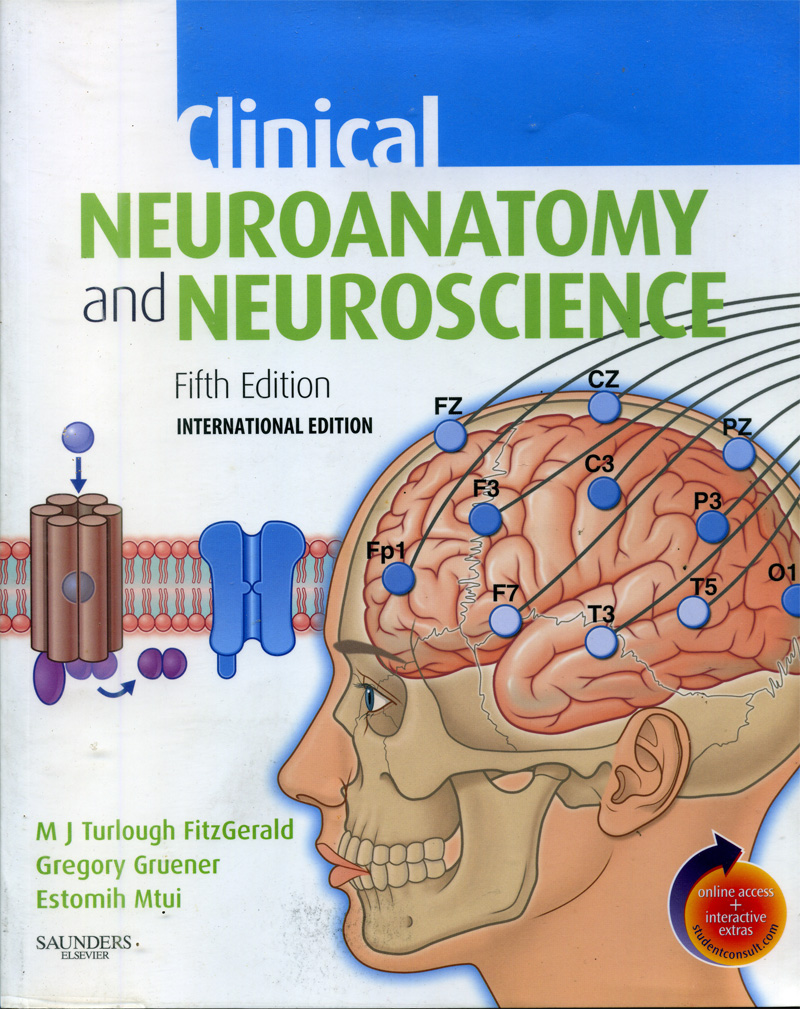 Clinical
NEUROANATOMY
and NEUROSCIENCE
Fifth Edition
INTERNATIONAL EDITION
CZ
FZ
PZ
C3
F3
P3
Fp1
O1
F7
T5
T3
M J Turlough FitzGerald
Gregory Gruener
Estomih Mtui
SAUNDERS
ELSEVIER
online access
+
interactive
extras
studentconsult.com